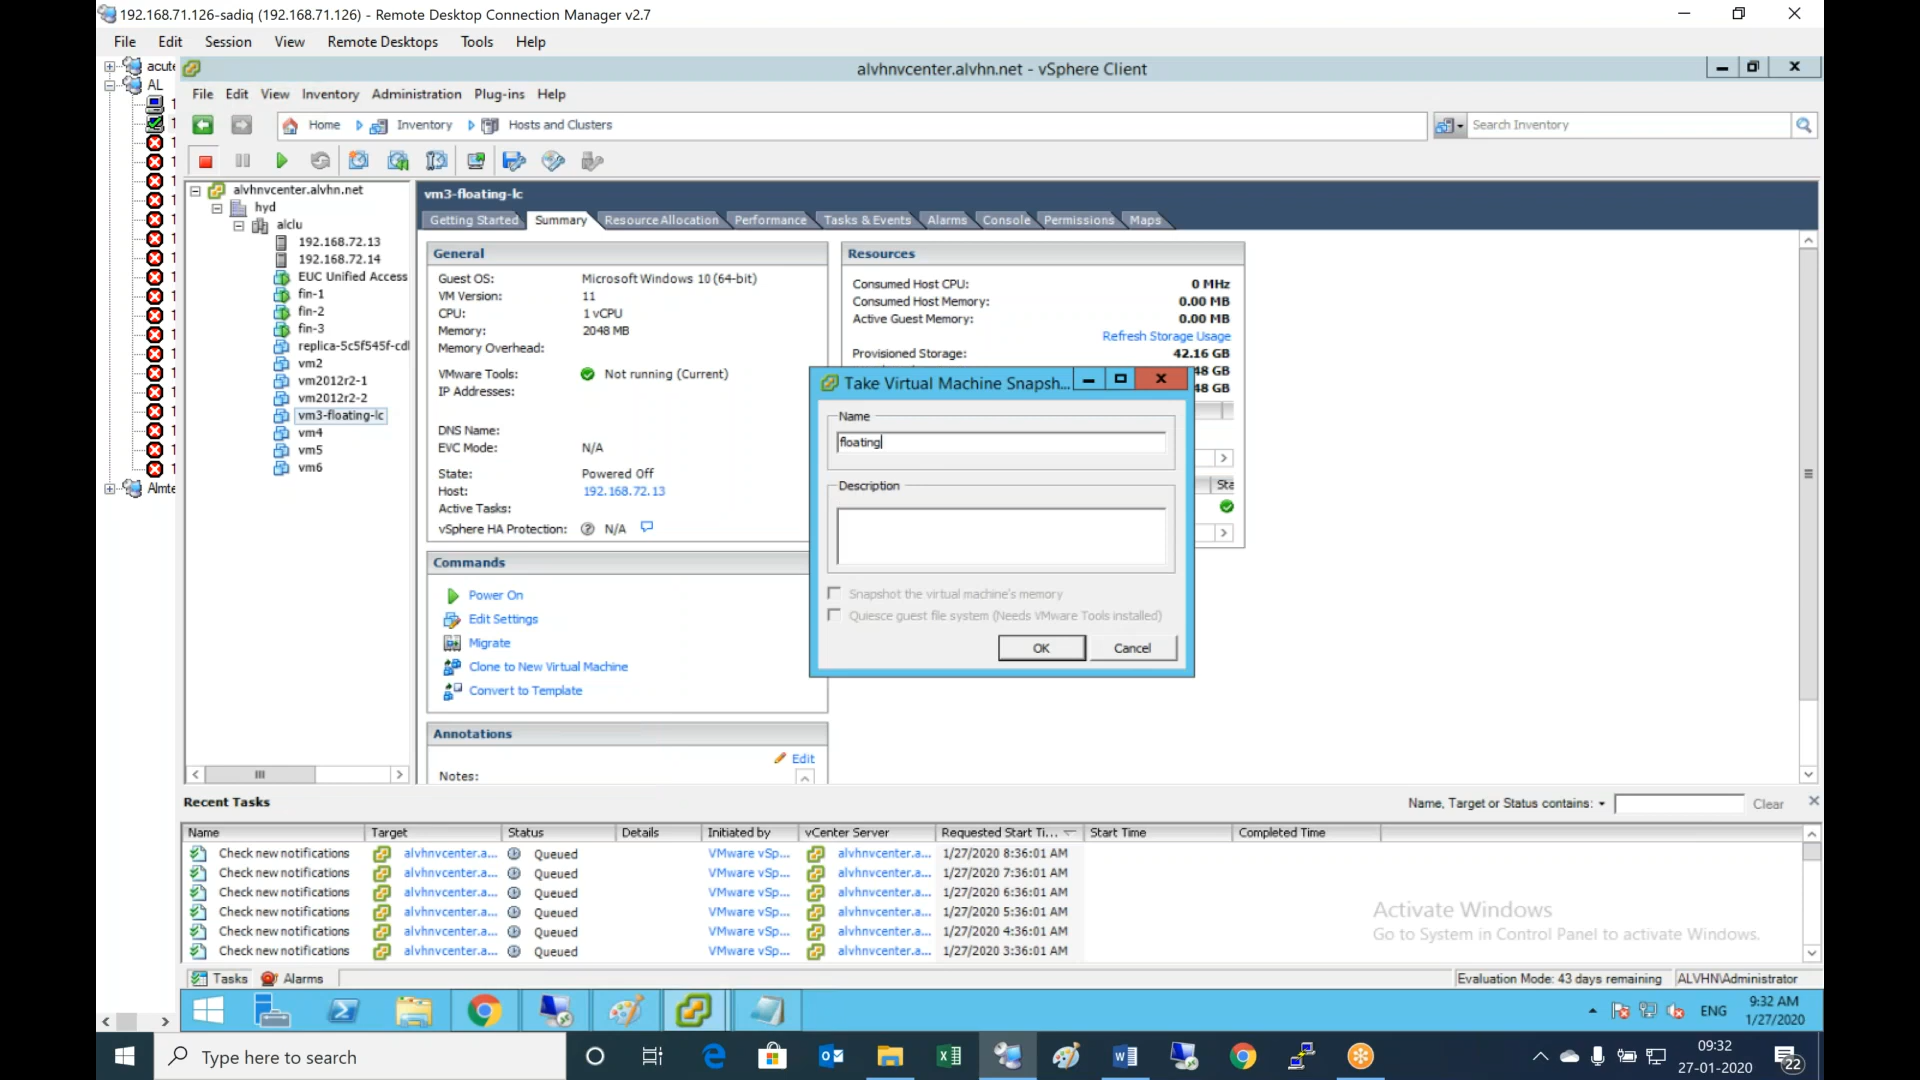 192.168.71.126-sadiq (192.168.71.126) - Remote Desktop Connection Manager v2.7
File Edit Session View Remote Desktops Tools Help
acute
AL
Almte
alvhnvcenter.alvhn.net - vSphere Client
File Edit View Inventory Administration Plug-ins Help
Home Inventory Hosts and Clusters
Search Inventory
alvhnvcenter.alvhn.net
hyd
alclu
192.168.72.13
192.168.72.14
EUC Unified Access
fin-1
fin-2
fin-3
replica-5c5f545f-cdl
vm2
vm2012r2-1
vm2012r2-2
vm3-floating-lc
vm4
vm5
vm6
vm3-floating-lc
Getting Started Summary Resource Allocation Performance Tasks & Events Alarms Console Permissions Maps
General
Guest OS: Microsoft Windows 10 (64-bit)
VM Version: 11
CPU: 1 vCPU
Memory: 2048 MB
Memory Overhead:
VMware Tools: Not running (Current)
IP Addresses:
DNS Name:
EVC Mode: N/A
State: Powered Off
Host: 192.168.72.13
Active Tasks:
vSphere HA Protection: N/A
Commands
Power On
Edit Settings
Migrate
Clone to New Virtual Machine
Convert to Template
Annotations
Edit
Notes:
Resources
Consumed Host CPU: 0 MHz
Consumed Host Memory: 0.00 MB
Active Guest Memory: 0.00 MB
Refresh Storage Usage
Provisioned Storage: 42.16 GB
48 GB
48 GB
Sta
Take Virtual Machine Snapsh...
Name
floating
Description
Snapshot the virtual machine's memory
Quiesce guest file system (Needs VMware Tools installed)
OK Cancel
Recent Tasks
Name, Target or Status contains: Clear
Name Target Status Details Initiated by vCenter Server Requested Start Ti... Start Time Completed Time
Check new notifications alvhnvcenter.a... Queued VMware vSp... alvhnvcenter.a... 1/27/2020 8:36:01 AM
Check new notifications alvhnvcenter.a... Queued VMware vSp... alvhnvcenter.a... 1/27/2020 7:36:01 AM
Check new notifications alvhnvcenter.a... Queued VMware vSp... alvhnvcenter.a... 1/27/2020 6:36:01 AM
Check new notifications alvhnvcenter.a... Queued VMware vSp... alvhnvcenter.a... 1/27/2020 5:36:01 AM
Check new notifications alvhnvcenter.a... Queued VMware vSp... alvhnvcenter.a... 1/27/2020 4:36:01 AM
Check new notifications alvhnvcenter.a... Queued VMware vSp... alvhnvcenter.a... 1/27/2020 3:36:01 AM
Activate Windows
Go to System in Control Panel to activate Windows.
Tasks Alarms
Evaluation Mode: 43 days remaining ALVHN\Administrator
ENG
9:32 AM
1/27/2020
Type here to search
09:32
27-01-2020
22